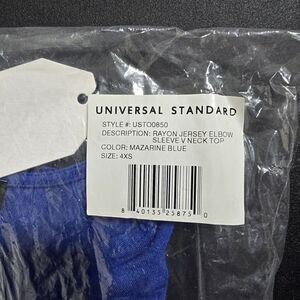 UNIVERSAL STANDARD
STYLE #: USTO0850
DESCRIPTION: RAYON JERSEY ELBOW
SLEEVE V NECK TOP
COLOR: MAZARINE BLUE
SIZE: 4XS
8 40135 25875 0